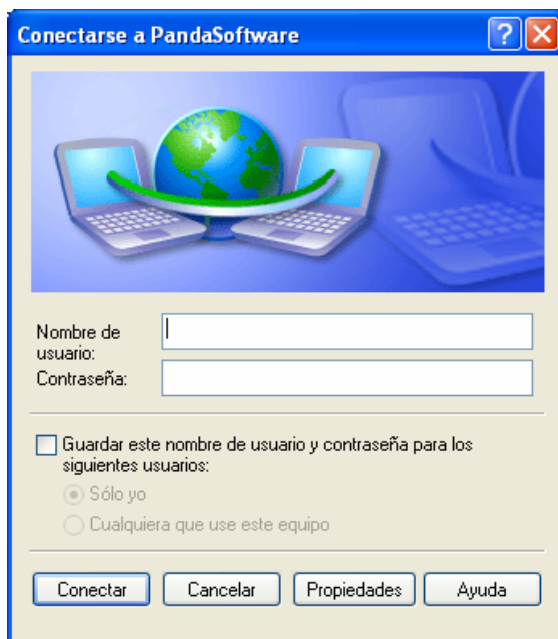 Conectarse a PandaSoftware
Nombre de
usuario:
Contraseña:
Guardar este nombre de usuario y contraseña para los
siguientes usuarios:
Sólo yo
Cualquiera que use este equipo
Conectar Cancelar Propiedades Ayuda